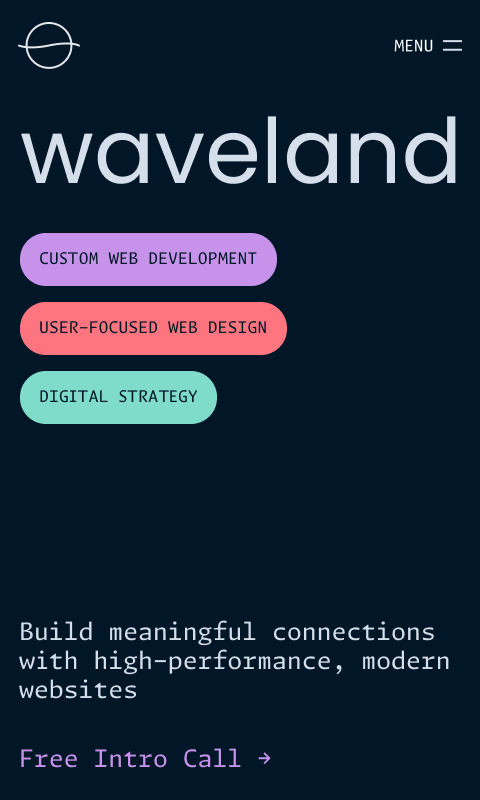 MENU
waveland
CUSTOM WEB DEVELOPMENT
USER-FOCUSED WEB DESIGN
DIGITAL STRATEGY
Build meaningful connections
with high-performance, modern
websites
Free Intro Call →